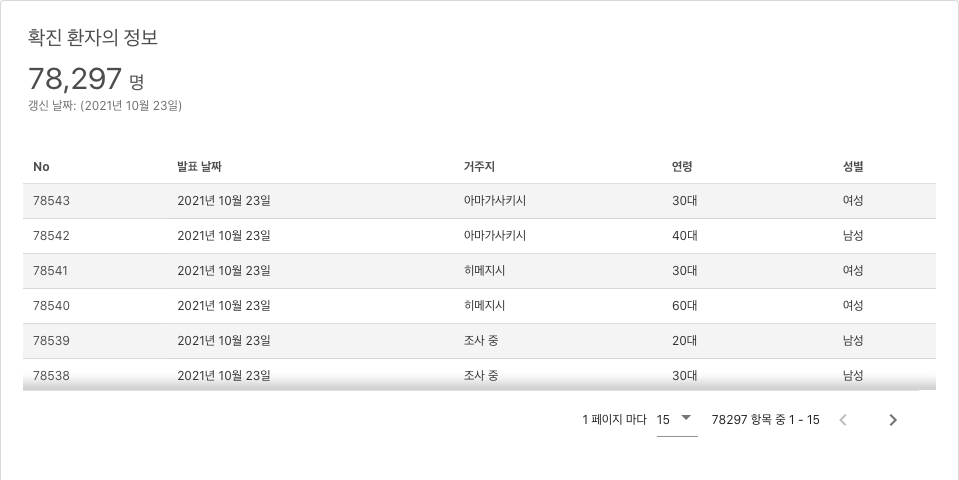 확진 환자의 정보
78,297 명
갱신 날짜: (2021년 10월 23일)
No 발표 날짜 거주지 연령 성별
78543 2021년 10월 23일 아마가사키시 30대 여성
78542 2021년 10월 23일 아마가사키시 40대 남성
78541 2021년 10월 23일 히메지시 30대 여성
78540 2021년 10월 23일 히메지시 60대 여성
78539 2021년 10월 23일 조사 중 20대 남성
78538 2021년 10월 23일 조사 중 30대 남성
1 페이지 마다 15 78297 항목 중 1 - 15